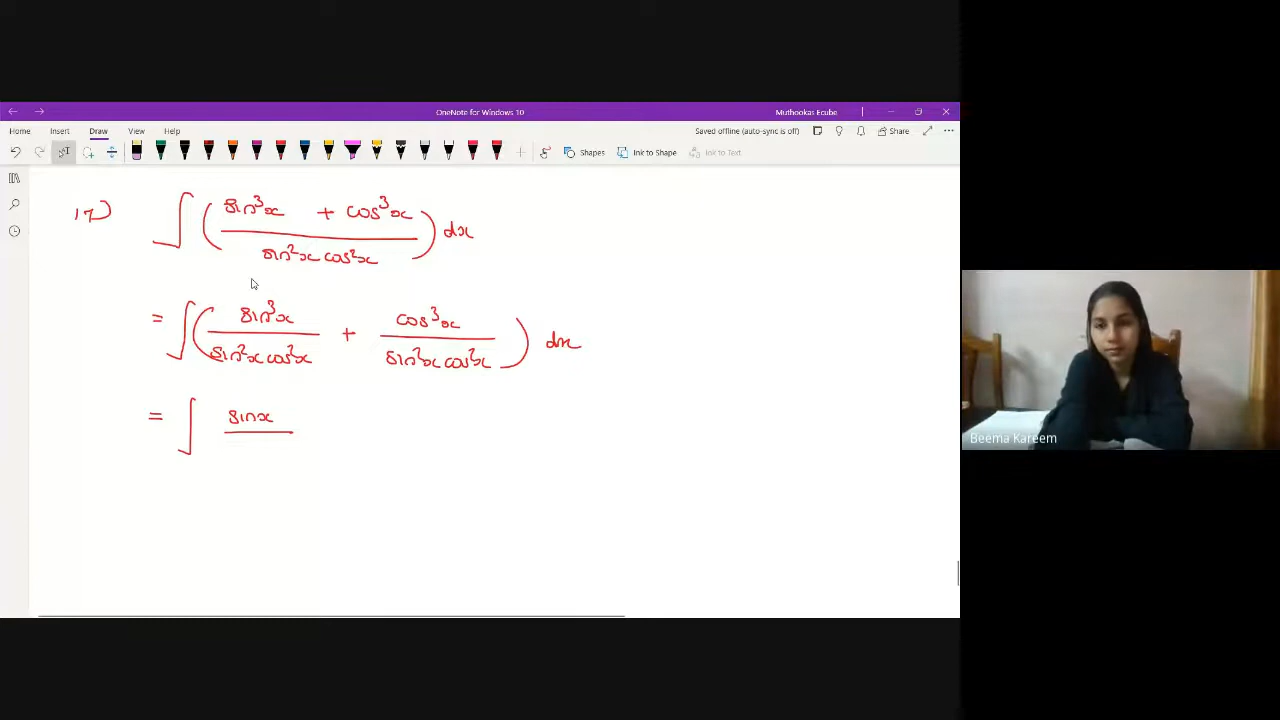 OneNote for Windows 10
Muthookas Ecube
Home Insert Draw View Help
Saved offline (auto-sync is off) Share
Shapes Ink to Shape Ink to Text
17) ∫ ( sin³x + cos³x / sin²x cos²x ) dx
= ∫ ( sin³x / sin²x cos²x + cos³x / sin²x cos²x ) dx
= ∫ sinx
Beema Kareem